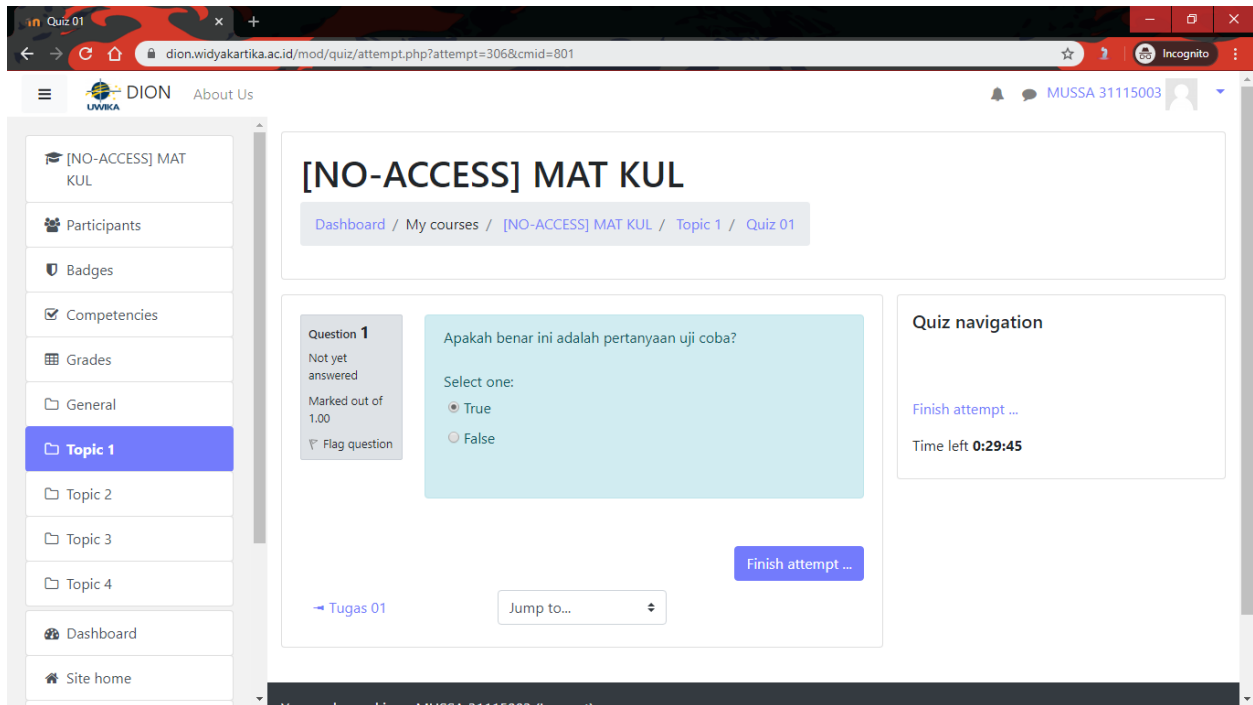 Quiz 01
dion.widyakartika.ac.id/mod/quiz/attempt.php?attempt=306&cmid=801
Incognito
UWIKA
DION
About Us
MUSSA 31115003
[NO-ACCESS] MAT
KUL
Participants
Badges
Competencies
Grades
General
Topic 1
Topic 2
Topic 3
Topic 4
Dashboard
Site home
[NO-ACCESS] MAT KUL
Dashboard / My courses / [NO-ACCESS] MAT KUL / Topic 1 / Quiz 01
Question 1
Not yet
answered
Marked out of
1.00
Flag question
Apakah benar ini adalah pertanyaan uji coba?
Select one:
True
False
Finish attempt ...
Tugas 01
Jump to...
Quiz navigation
Finish attempt ...
Time left 0:29:45